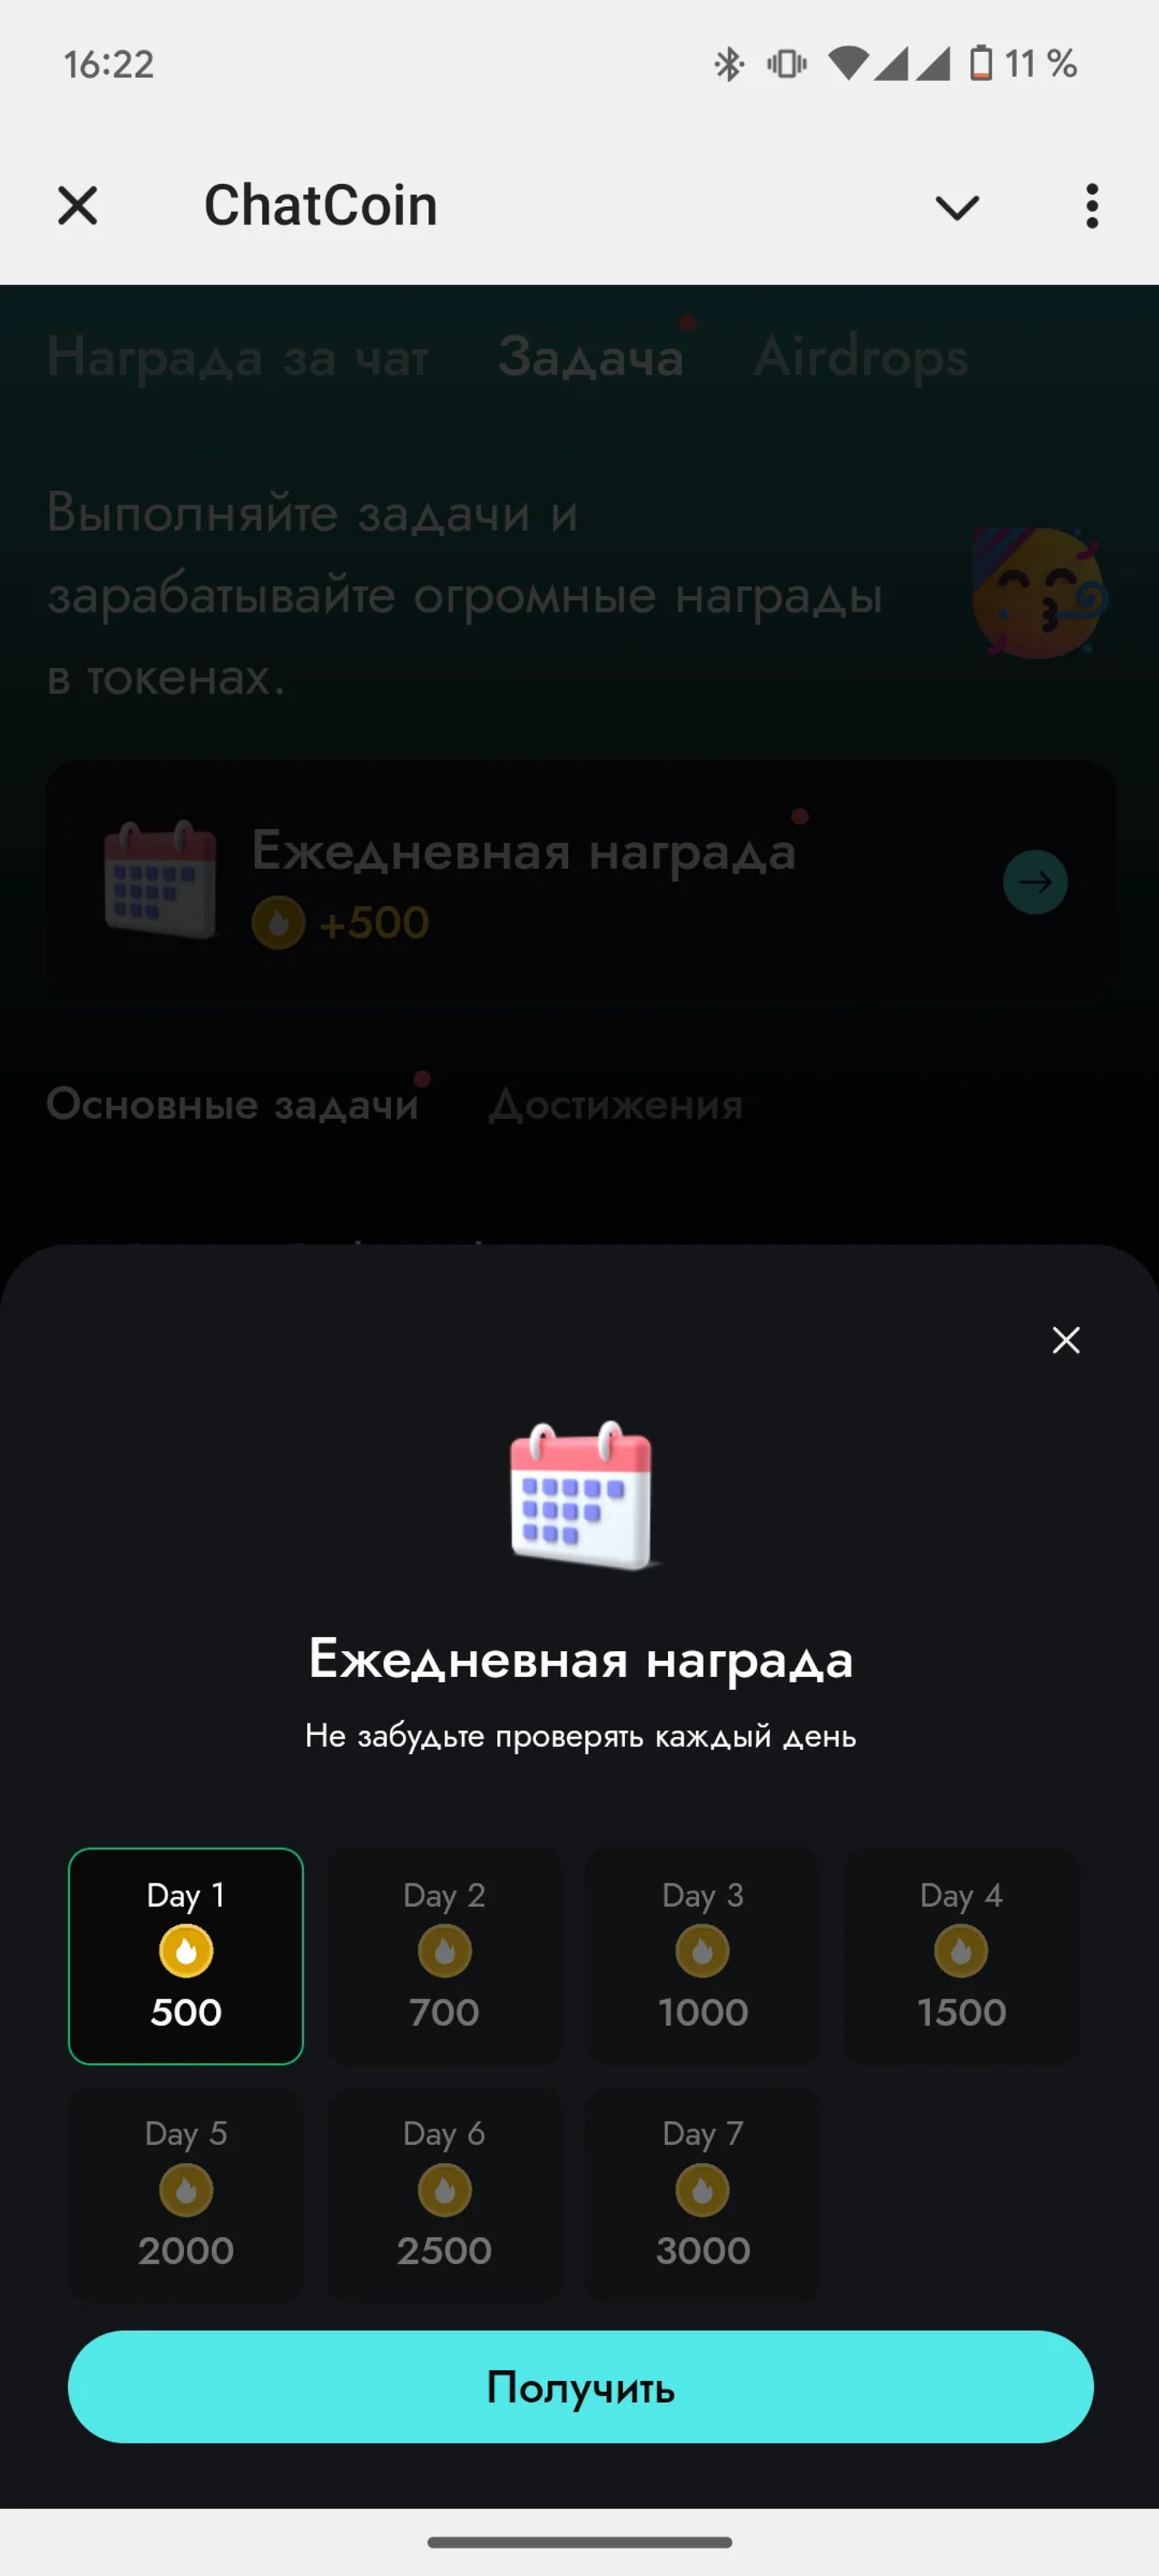 16:22
11 %
ChatCoin
Награда за чат Задача Airdrops
Выполняйте задачи и
зарабатывайте огромные награды
в токенах.
Ежедневная награда
+500
Основные задачи Достижения
Ежедневная награда
Не забудьте проверять каждый день
Day 1 Day 2 Day 3 Day 4
500 700 1000 1500
Day 5 Day 6 Day 7
2000 2500 3000
Получить